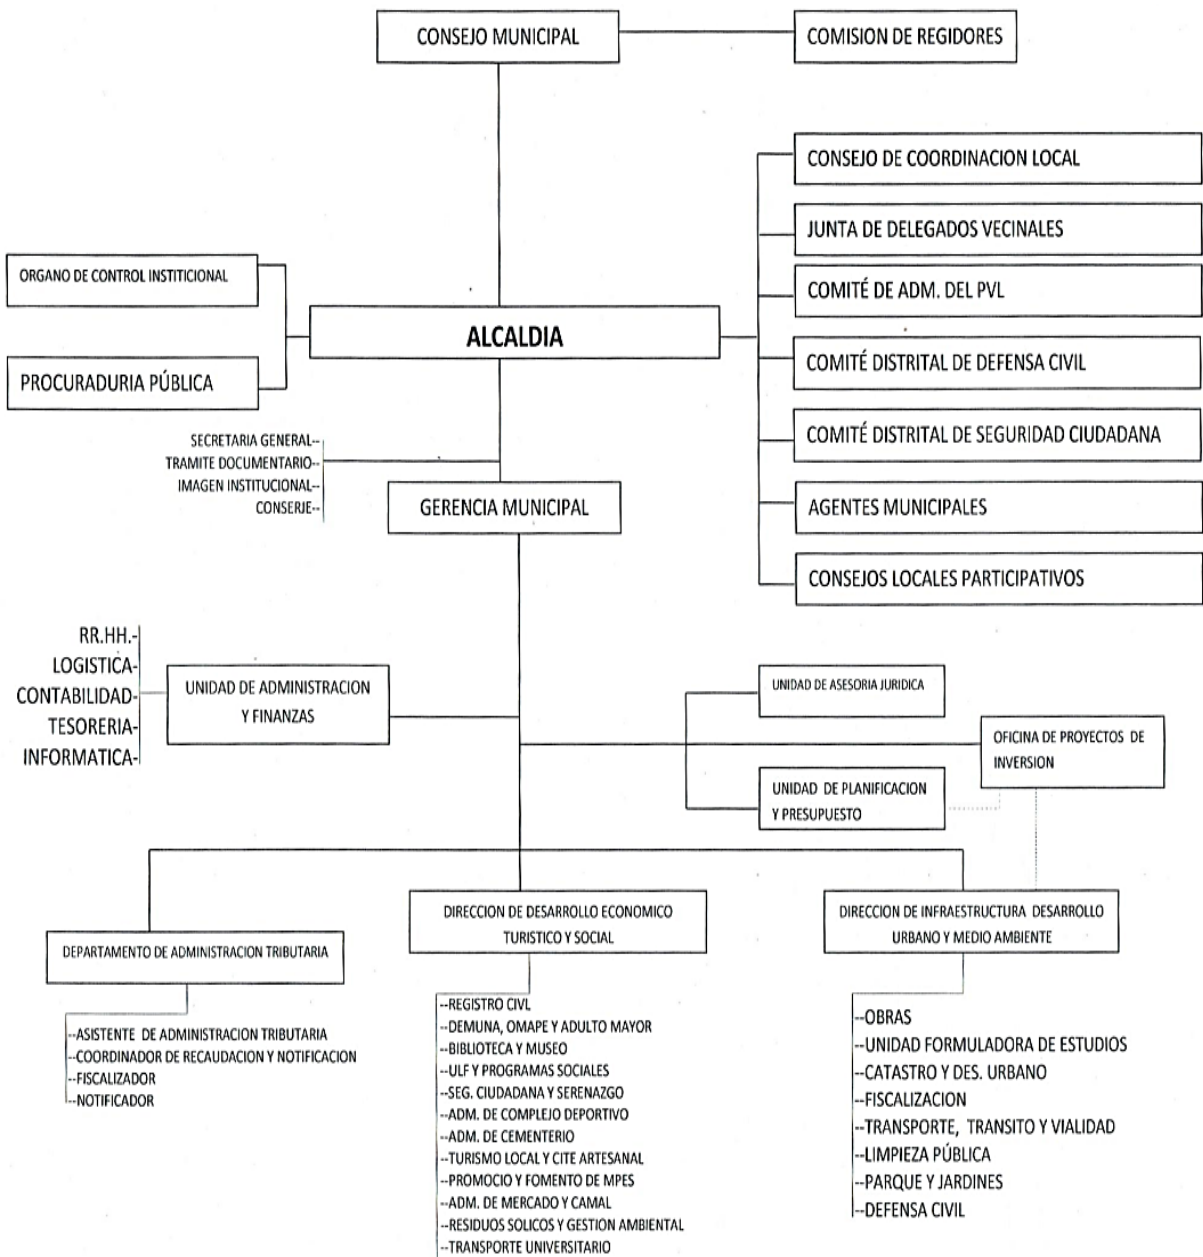 CONSEJO MUNICIPAL
COMISION DE REGIDORES
CONSEJO DE COORDINACION LOCAL
JUNTA DE DELEGADOS VECINALES
ORGANO DE CONTROL INSTITICIONAL
COMITÉ DE ADM. DEL PVL
ALCALDIA
PROCURADURIA PÚBLICA
COMITÉ DISTRITAL DE DEFENSA CIVIL
COMITÉ DISTRITAL DE SEGURIDAD CIUDADANA
AGENTES MUNICIPALES
CONSEJOS LOCALES PARTICIPATIVOS
SECRETARIA GENERAL--
TRAMITE DOCUMENTARIO--
IMAGEN INSTITUCIONAL--
CONSERJE--
GERENCIA MUNICIPAL
RR.HH.-
LOGISTICA-
CONTABILIDAD-
TESORERIA-
INFORMATICA-
UNIDAD DE ADMINISTRACION
Y FINANZAS
UNIDAD DE ASESORIA JURIDICA
OFICINA DE PROYECTOS DE
INVERSION
UNIDAD DE PLANIFICACION
Y PRESUPUESTO
DEPARTAMENTO DE ADMINISTRACION TRIBUTARIA
--ASISTENTE DE ADMINISTRACION TRIBUTARIA
--COORDINADOR DE RECAUDACION Y NOTIFICACION
--FISCALIZADOR
--NOTIFICADOR
DIRECCION DE DESARROLLO ECONOMICO
TURISTICO Y SOCIAL
--REGISTRO CIVL
--DEMUNA, OMAPE Y ADULTO MAYOR
--BIBLIOTECA Y MUSEO
--ULF Y PROGRAMAS SOCIALES
--SEG. CIUDADANA Y SERENAZGO
--ADM. DE COMPLEJO DEPORTIVO
--ADM. DE CEMENTERIO
--TURISMO LOCAL Y CITE ARTESANAL
--PROMOCIO Y FOMENTO DE MPES
--ADM. DE MERCADO Y CAMAL
--RESIDUOS SOLICOS Y GESTION AMBIENTAL
--TRANSPORTE UNIVERSITARIO
DIRECCION DE INFRAESTRUCTURA DESARROLLO
URBANO Y MEDIO AMBIENTE
--OBRAS
--UNIDAD FORMULADORA DE ESTUDIOS
--CATASTRO Y DES. URBANO
--FISCALIZACION
--TRANSPORTE, TRANSITO Y VIALIDAD
--LIMPIEZA PÚBLICA
--PARQUE Y JARDINES
--DEFENSA CIVIL